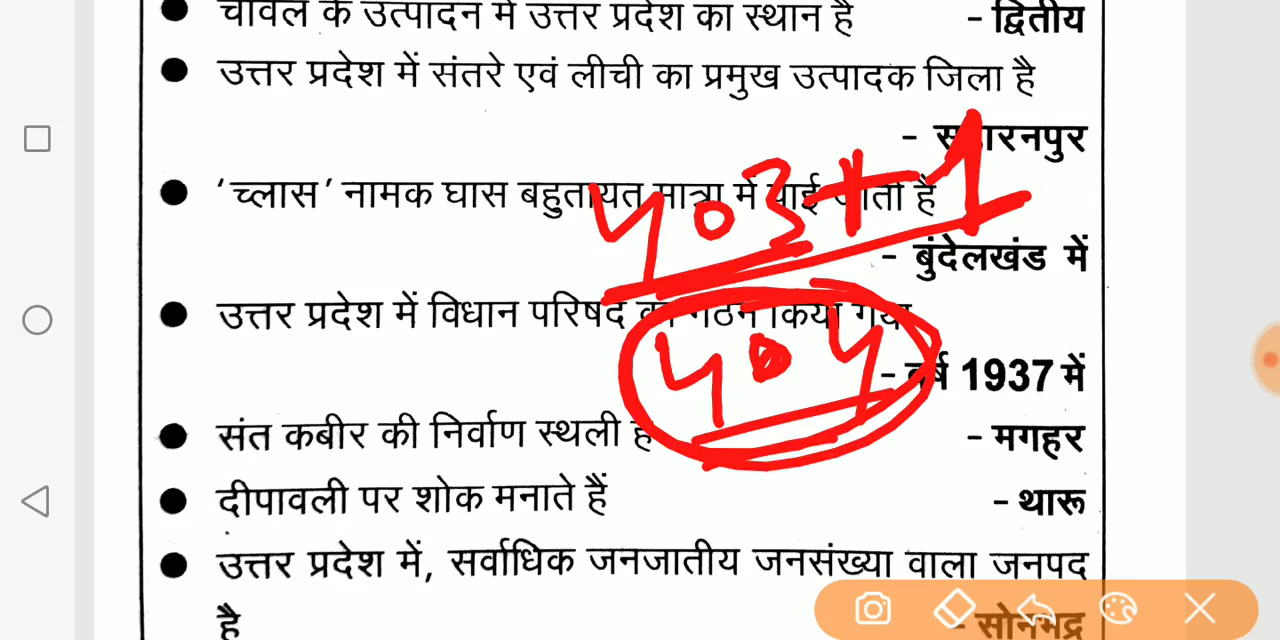 चावल के उत्पादन में उत्तर प्रदेश का स्थान है - द्वितीय
● उत्तर प्रदेश में संतरे एवं लीची का प्रमुख उत्पादक जिला है
- सहारनपुर
● ‘च्लास’ नामक घास बहुतायत मात्रा में पाई जाती है
403+1
- बुंदेलखंड में
● उत्तर प्रदेश में विधान परिषद का गठन किया गया
404
- वर्ष 1937 में
● संत कबीर की निर्वाण स्थली है - मगहर
● दीपावली पर शोक मनाते हैं - थारू
● उत्तर प्रदेश में, सर्वाधिक जनजातीय जनसंख्या वाला जनपद
है - सोनभद्र